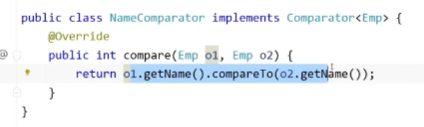 public class NameComparator implements Comparator<Emp> {
@Override
@ public int compare(Emp o1, Emp o2) {
return o1.getName().compareTo(o2.getName());
}
}